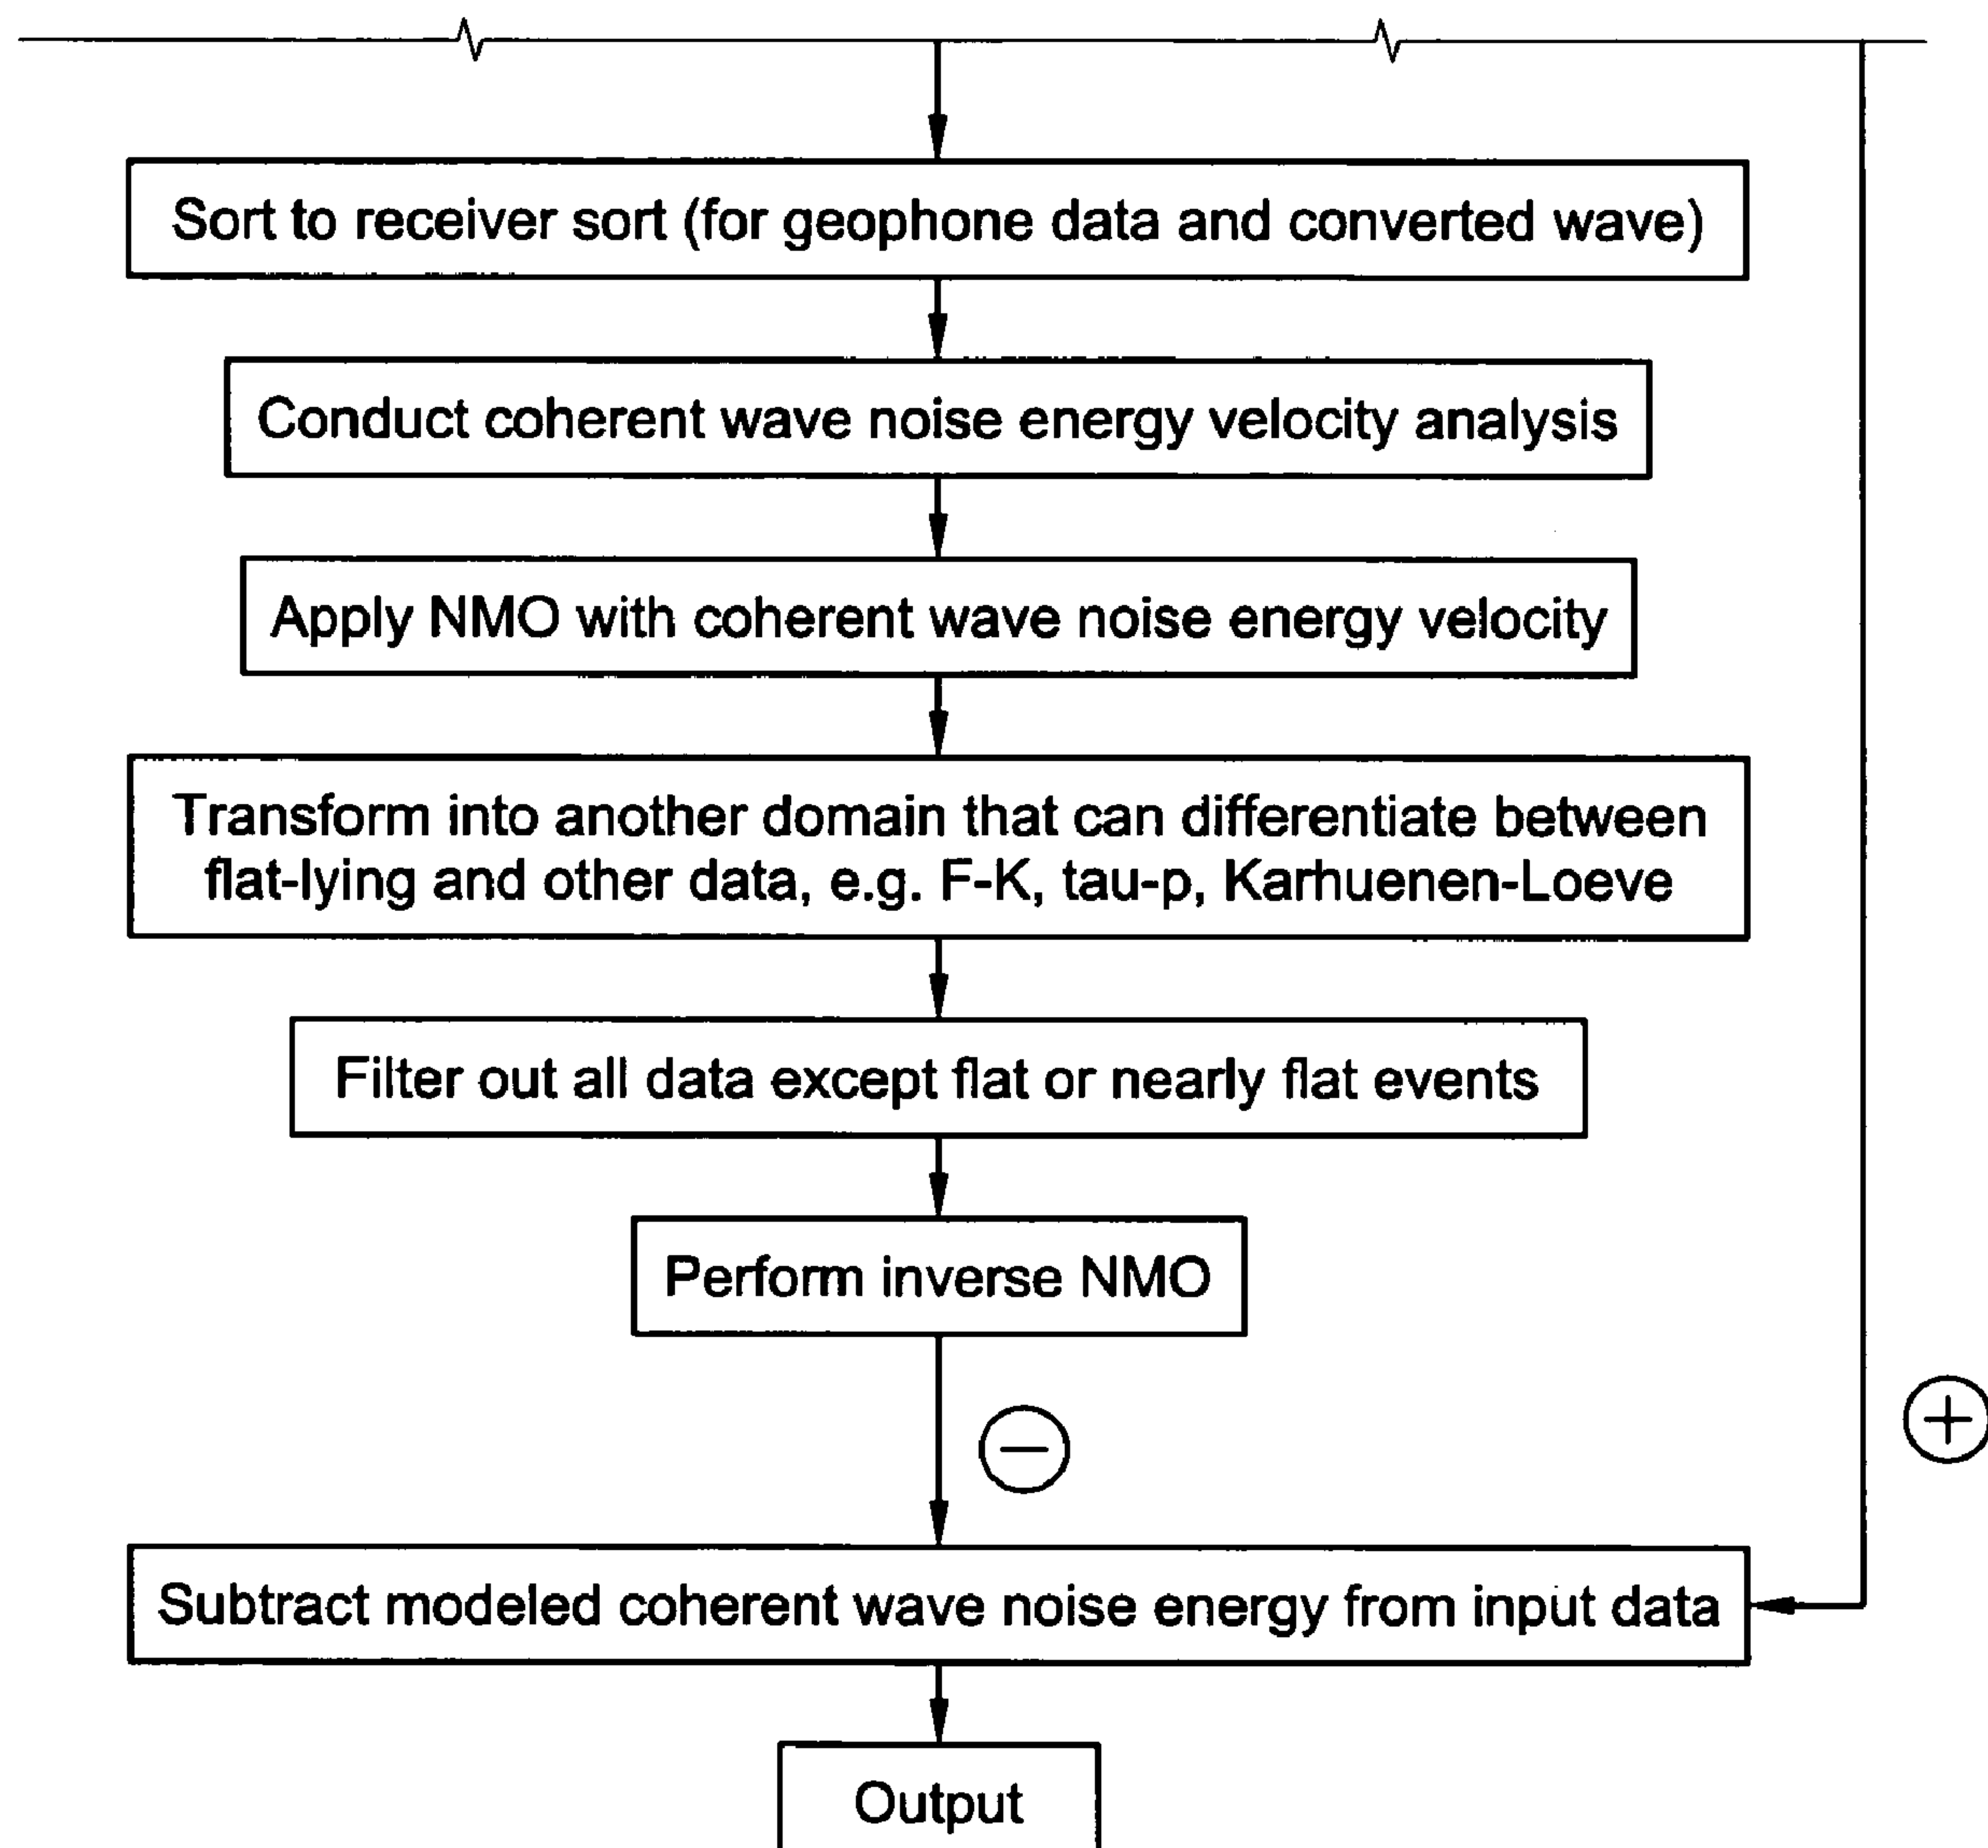 Sort to receiver sort (for geophone data and converted wave)
Conduct coherent wave noise energy velocity analysis
Apply NMO with coherent wave noise energy velocity
Transform into another domain that can differentiate between
flat-lying and other data, e.g. F-K, tau-p, Karhuenen-Loeve
Filter out all data except flat or nearly flat events
Perform inverse NMO
−
+
Subtract modeled coherent wave noise energy from input data
Output